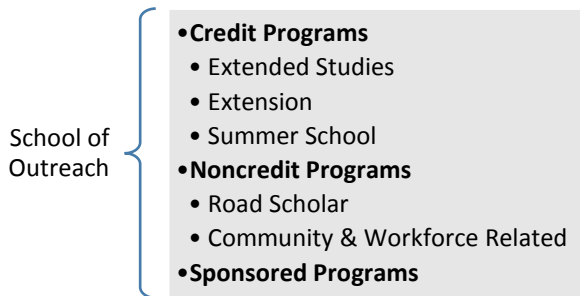 School of
Outreach
•Credit Programs
• Extended Studies
• Extension
• Summer School
•Noncredit Programs
• Road Scholar
• Community & Workforce Related
•Sponsored Programs